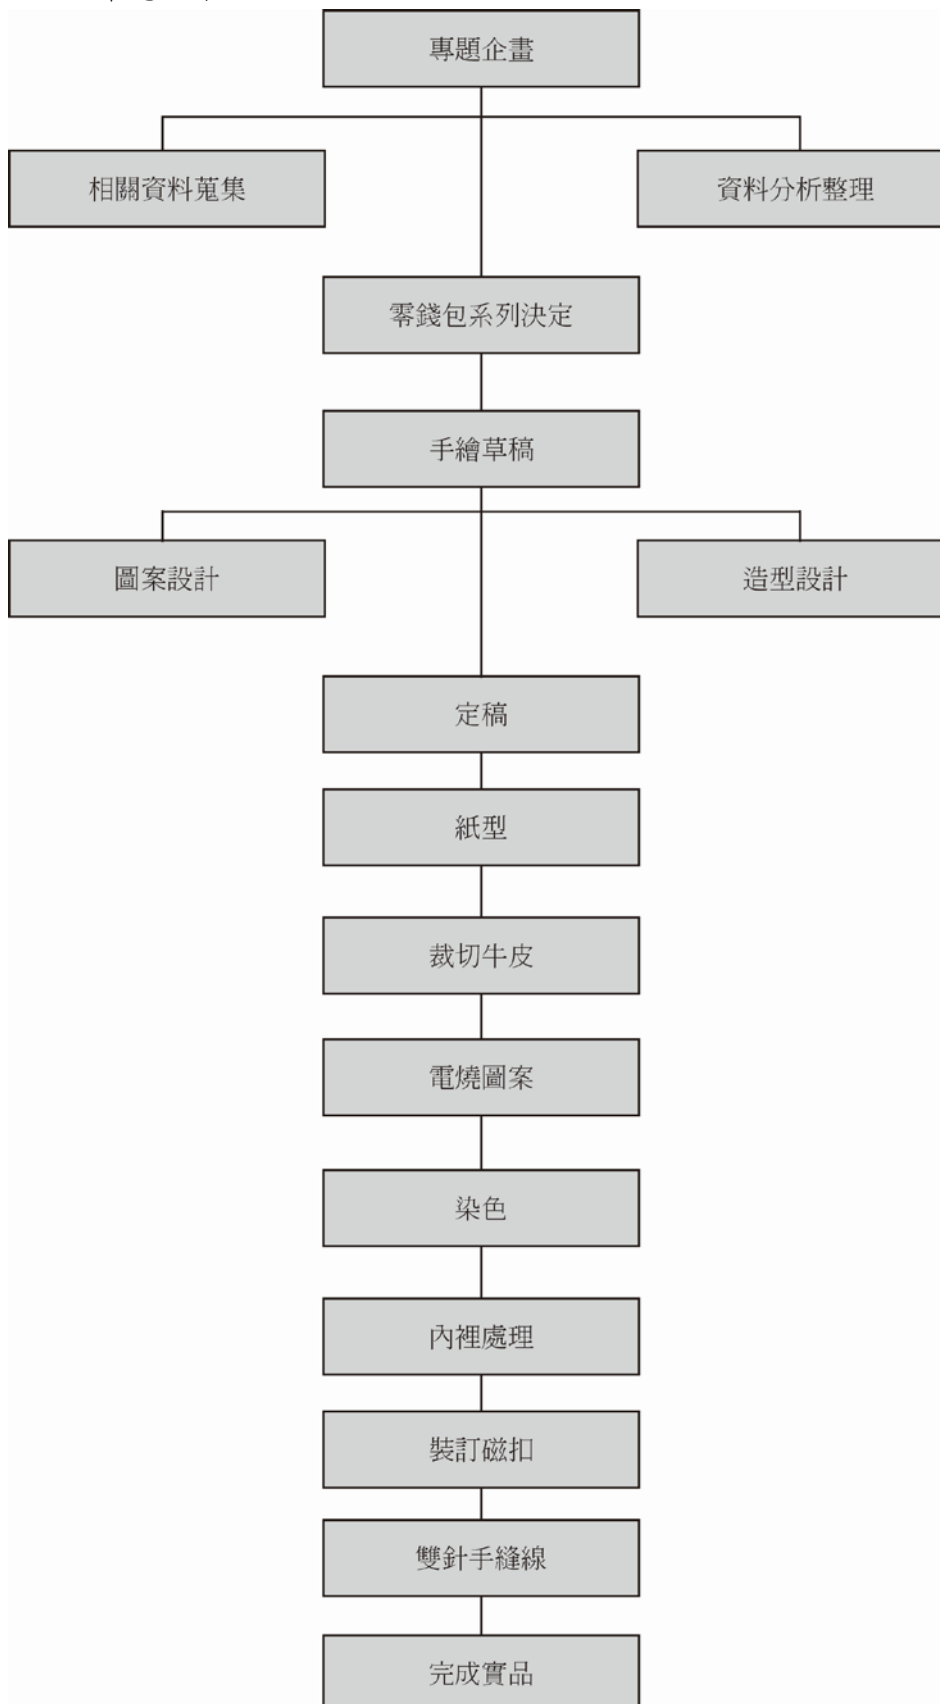 專題企畫
相關資料蒐集
資料分析整理
零錢包系列決定
手繪草稿
圖案設計
造型設計
定稿
紙型
裁切牛皮
電燒圖案
染色
內裡處理
裝訂磁扣
雙針手縫線
完成實品